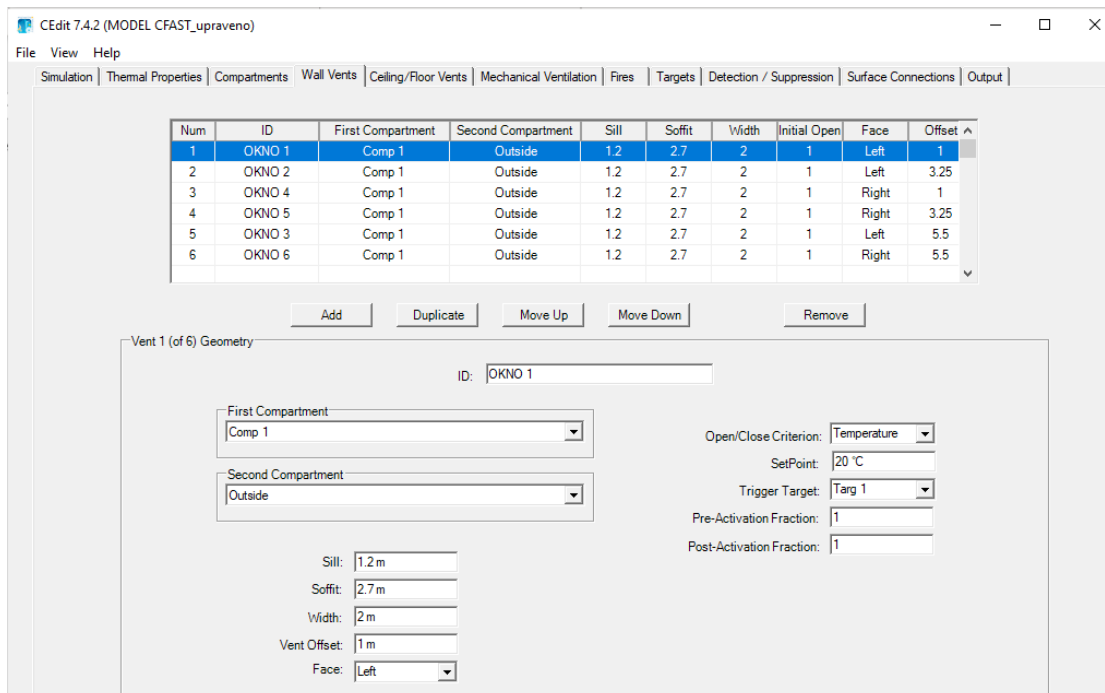 CEdit 7.4.2 (MODEL CFAST_upraveno)
File View Help
Simulation Thermal Properties Compartments Wall Vents Ceiling/Floor Vents Mechanical Ventilation Fires Targets Detection / Suppression Surface Connections Output
Num ID First Compartment Second Compartment Sill Soffit Width Initial Open Face Offset
1 OKNO 1 Comp 1 Outside 1.2 2.7 2 1 Left 1
2 OKNO 2 Comp 1 Outside 1.2 2.7 2 1 Left 3.25
3 OKNO 4 Comp 1 Outside 1.2 2.7 2 1 Right 1
4 OKNO 5 Comp 1 Outside 1.2 2.7 2 1 Right 3.25
5 OKNO 3 Comp 1 Outside 1.2 2.7 2 1 Left 5.5
6 OKNO 6 Comp 1 Outside 1.2 2.7 2 1 Right 5.5
Add Duplicate Move Up Move Down Remove
Vent 1 (of 6) Geometry
ID: OKNO 1
First Compartment
Comp 1
Second Compartment
Outside
Open/Close Criterion: Temperature
SetPoint: 20 °C
Trigger Target: Targ 1
Pre-Activation Fraction: 1
Post-Activation Fraction: 1
Sill: 1.2 m
Soffit: 2.7 m
Width: 2 m
Vent Offset: 1 m
Face: Left